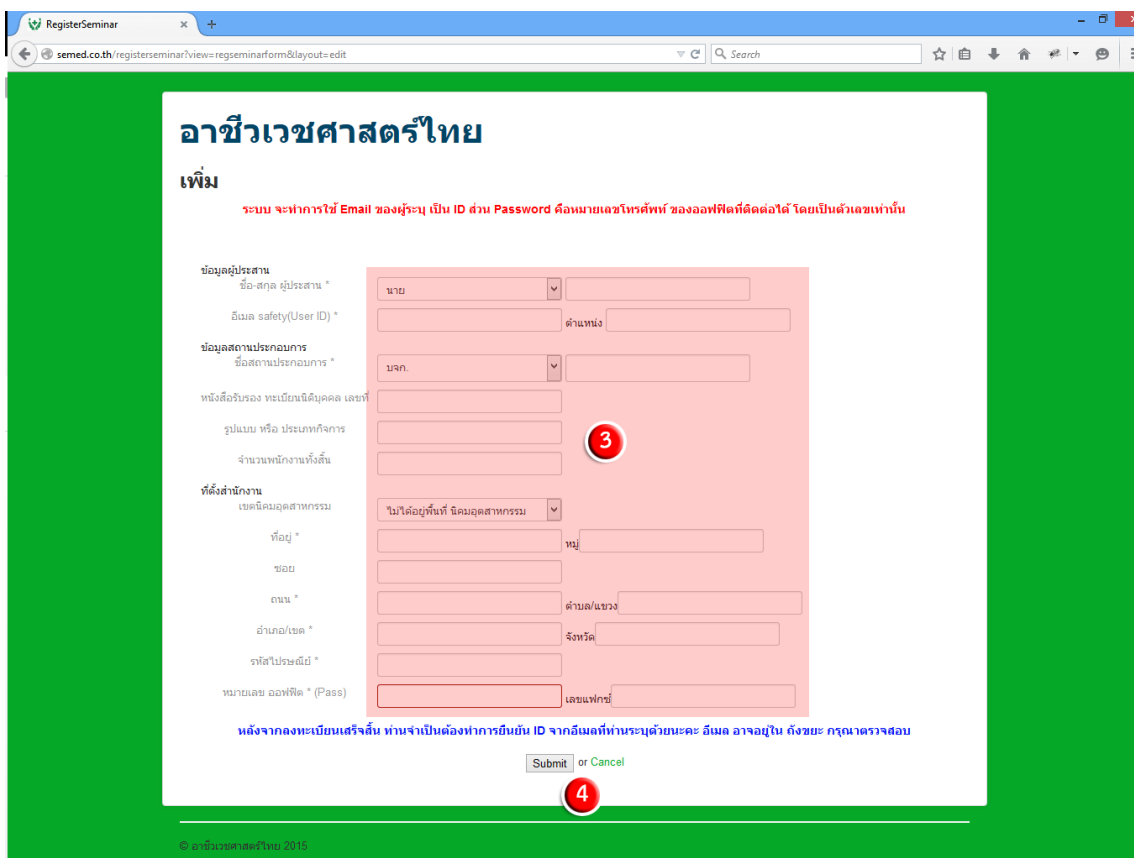 RegisterSeminar × +
semed.co.th/registerseminar?view=regseminarform&layout=edit Search
อาชีวเวชศาสตร์ไทย
เพิ่ม
ระบบ จะทำการใช้ Email ของผู้ระบุ เป็น ID ส่วน Password คือหมายเลขโทรศัพท์ ของออฟฟิตที่ติดต่อได้ โดยเป็นตัวเลขเท่านั้น
ข้อมูลผู้ประสาน
ชื่อ-สกุล ผู้ประสาน * นาย
อีเมล safety(User ID) * ตำแหน่ง
ข้อมูลสถานประกอบการ
ชื่อสถานประกอบการ * บจก.
หนังสือรับรอง ทะเบียนนิติบุคคล เลขที่
รูปแบบ หรือ ประเภทกิจการ
3
จำนวนพนักงานทั้งสิ้น
ที่ตั้งสำนักงาน
เขตนิคมอุตสาหกรรม ไม่ได้อยู่พื้นที่ นิคมอุตสาหกรรม
ที่อยู่ * หมู่
ซอย
ถนน * ตำบล/แขวง
อำเภอ/เขต * จังหวัด
รหัสไปรษณีย์ *
หมายเลข ออฟฟิต * (Pass) เลขแฟกซ์
หลังจากลงทะเบียนเสร็จสิ้น ท่านจำเป็นต้องทำการยืนยัน ID จากอีเมลที่ท่านระบุด้วยนะคะ อีเมล อาจอยู่ใน ถังขยะ กรุณาตรวจสอบ
Submit or Cancel
4
© อาชีวเวชศาสตร์ไทย 2015